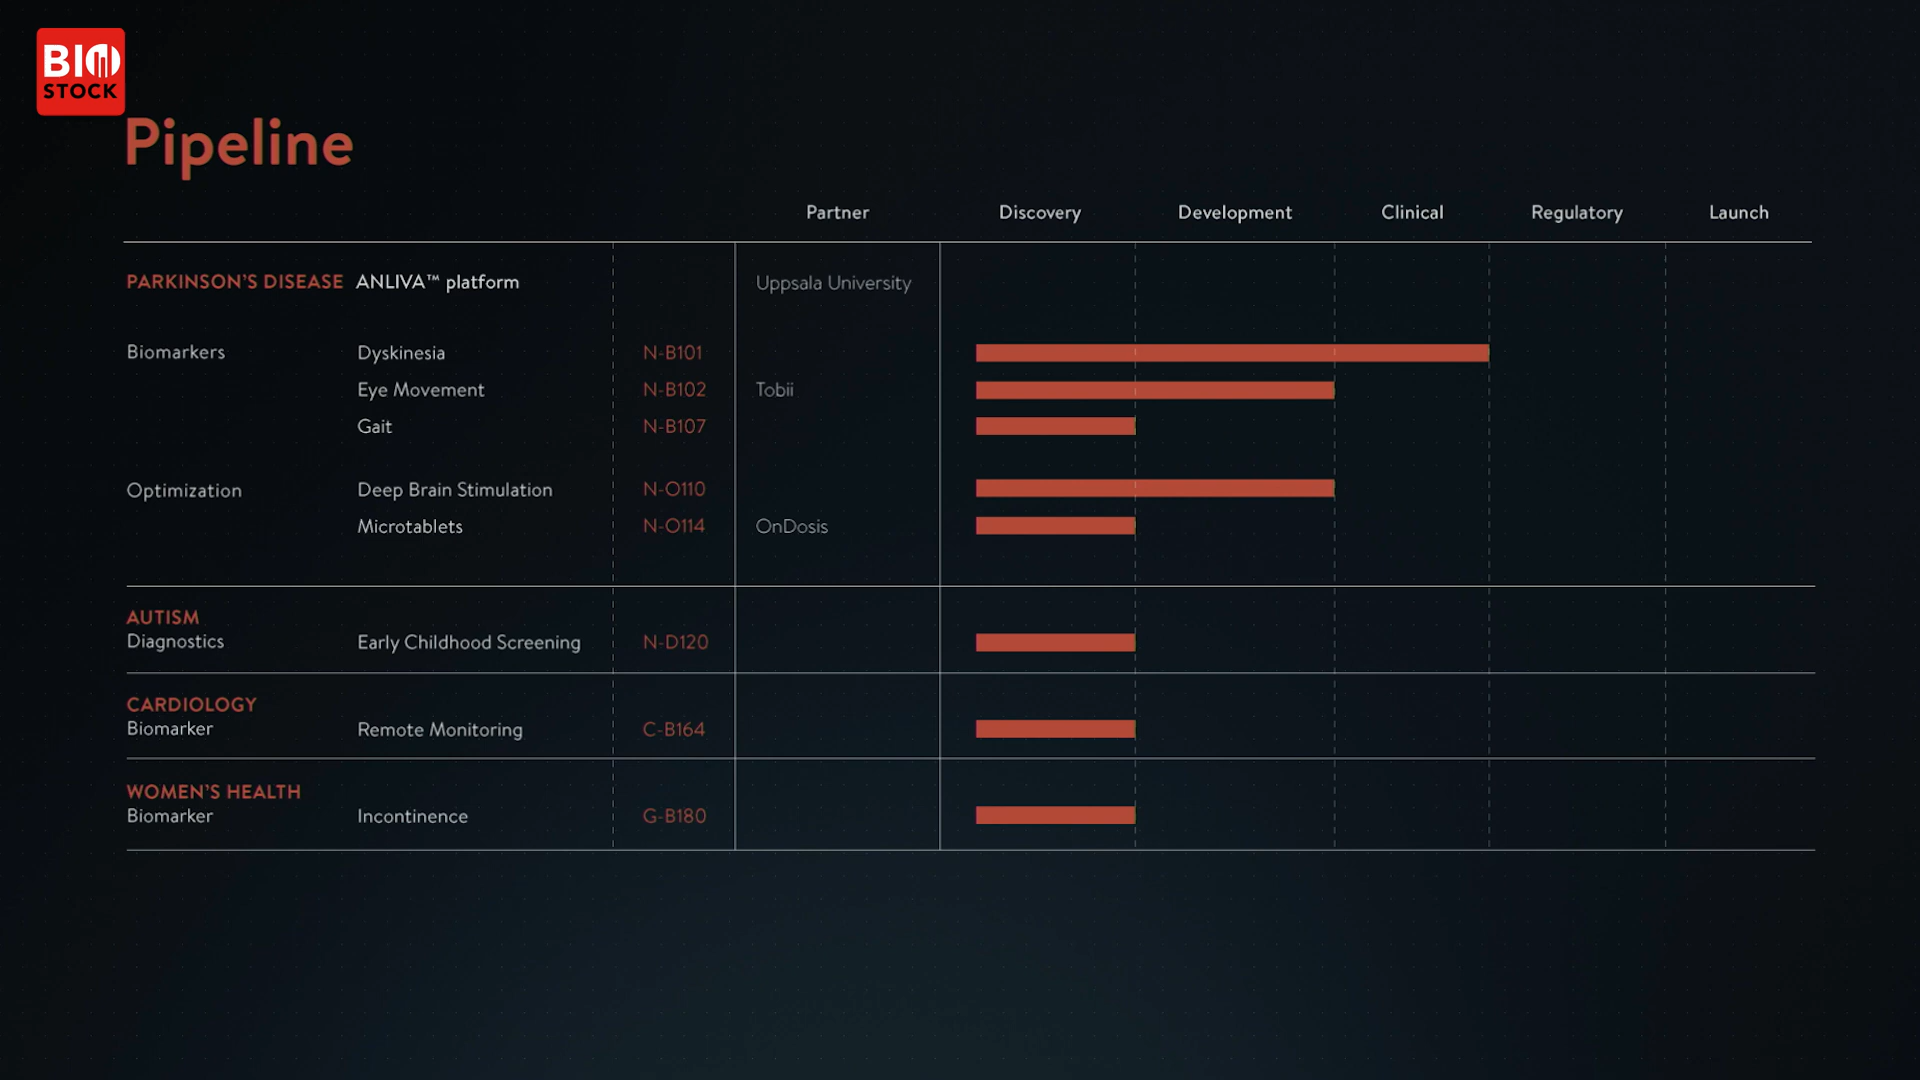 BIO
STOCK
Pipeline
Partner Discovery Development Clinical Regulatory Launch
PARKINSON'S DISEASE ANLIVA™ platform Uppsala University
Biomarkers Dyskinesia N-B101
Eye Movement N-B102 Tobii
Gait N-B107
Optimization Deep Brain Stimulation N-O110
Microtablets N-O114 OnDosis
AUTISM
Diagnostics Early Childhood Screening N-D120
CARDIOLOGY
Biomarker Remote Monitoring C-B164
WOMEN'S HEALTH
Biomarker Incontinence G-B180